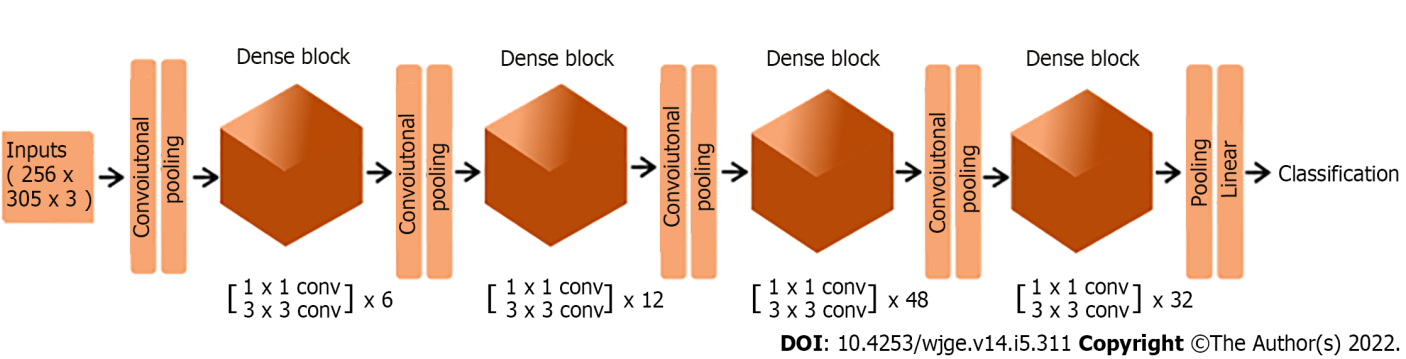 Dense block
Dense block
Dense block
Dense block
Inputs
( 256 x
305 x 3 )
Convoiutonal
pooling
Convoiutonal
pooling
Convoiutonal
pooling
Convoiutonal
pooling
Pooling
Linear
Classification
[ 1 x 1 conv
3 x 3 conv ] x 6
[ 1 x 1 conv
3 x 3 conv ] x 12
[ 1 x 1 conv
3 x 3 conv ] x 48
[ 1 x 1 conv
3 x 3 conv ] x 32
DOI: 10.4253/wjge.v14.i5.311 Copyright ©The Author(s) 2022.